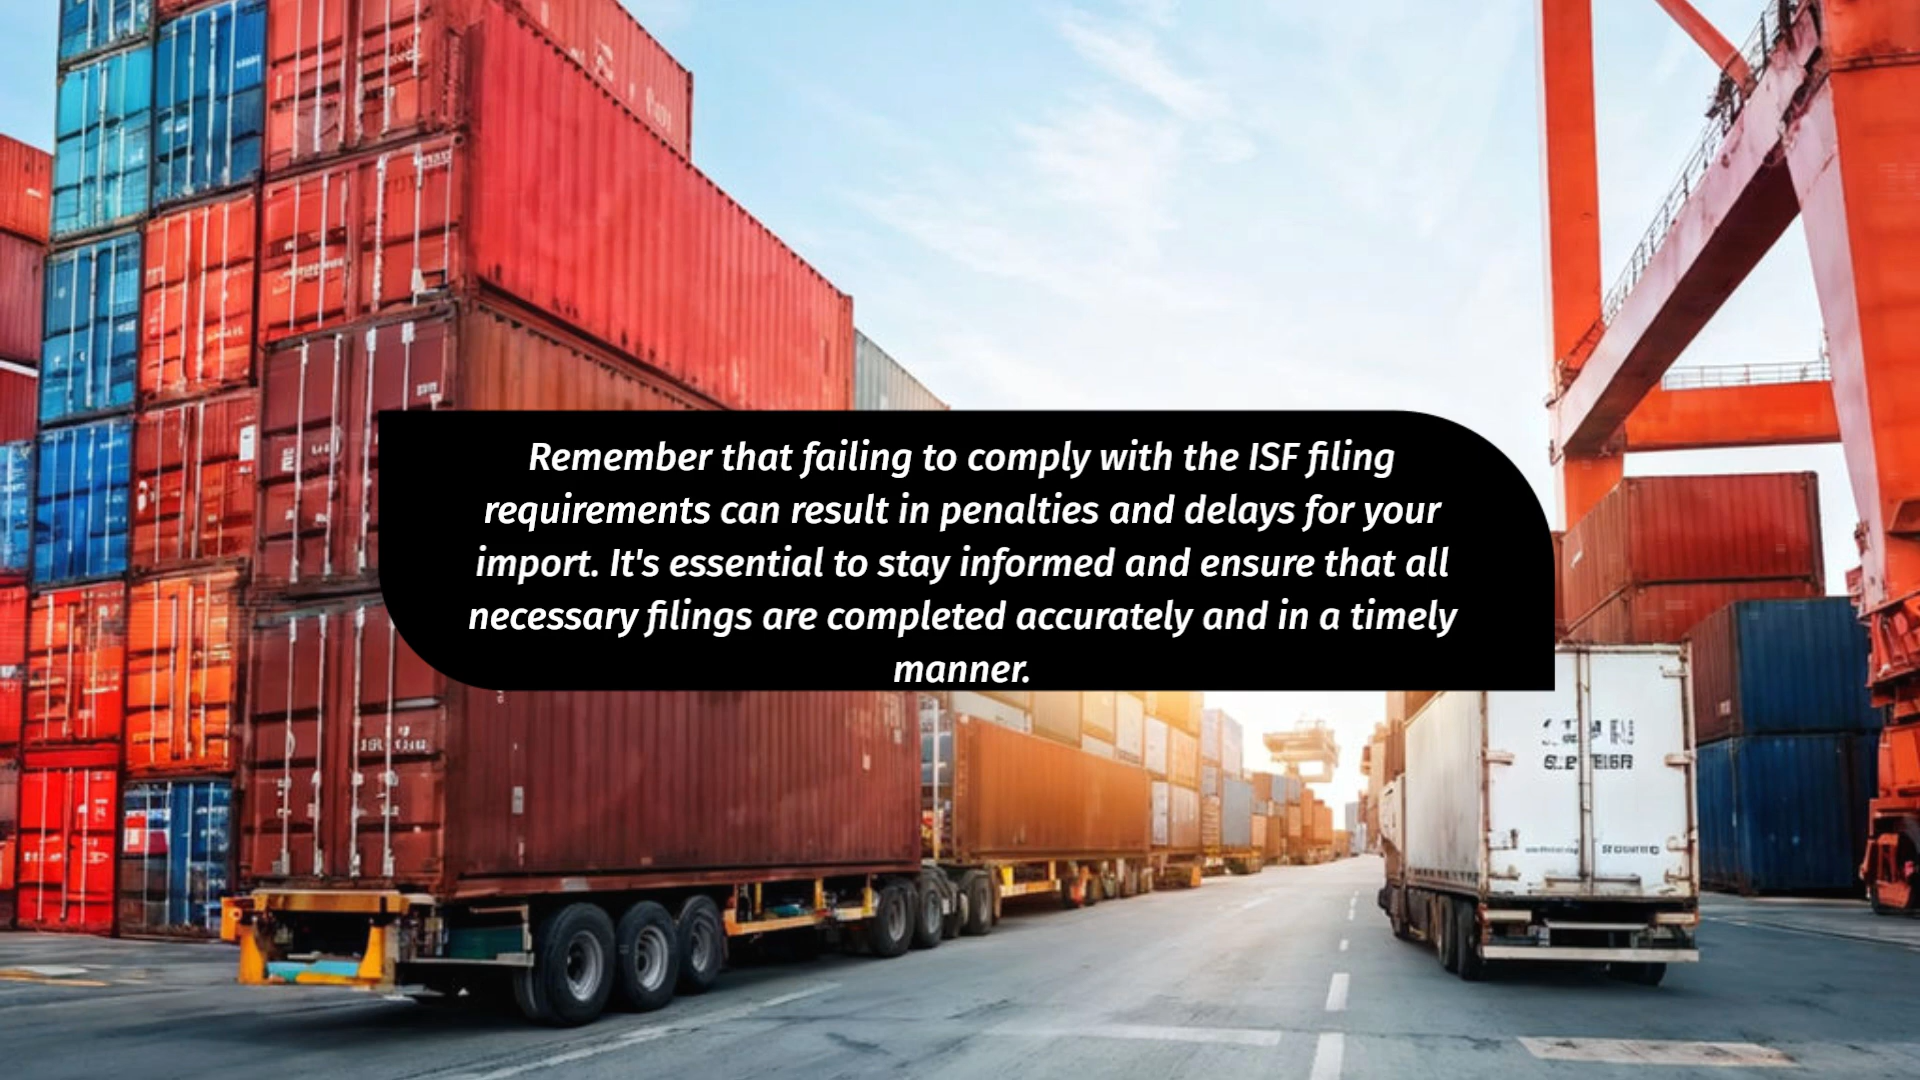 Remember that failing to comply with the ISF filing
requirements can result in penalties and delays for your
import. It's essential to stay informed and ensure that all
necessary filings are completed accurately and in a timely
manner.